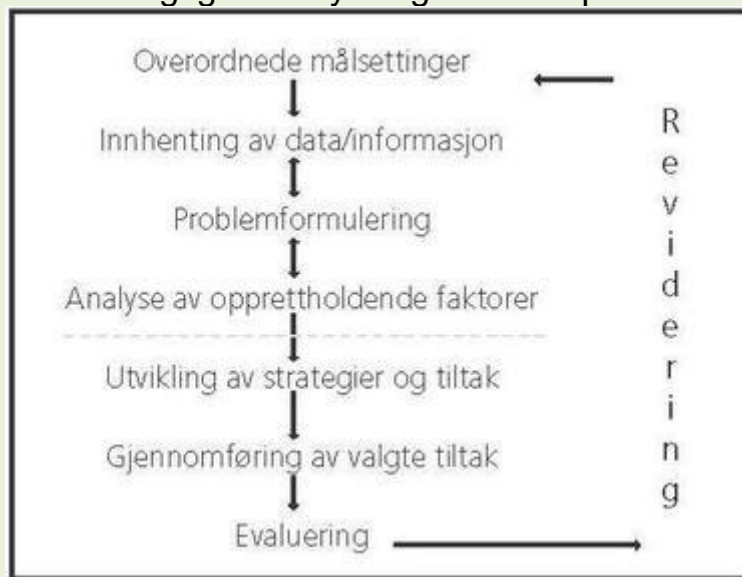 Overordnede målsettinger
Innhenting av data/informasjon
Problemformulering
Analyse av opprettholdende faktorer
Utvikling av strategier og tiltak
Gjennomføring av valgte tiltak
Evaluering
Revidering